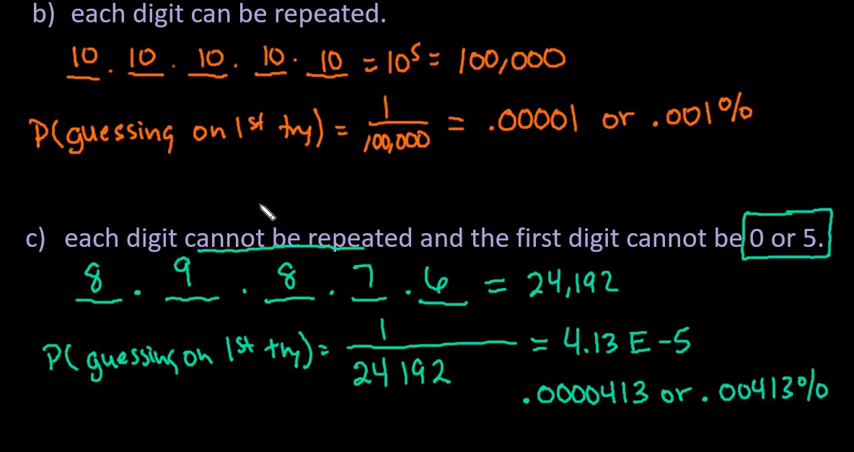 b) each digit can be repeated.
10 . 10 . 10 . 10 . 10 = 10⁵ = 100,000
P(guessing on 1st try) = 1/100,000 = .00001 or .001%
c) each digit cannot be repeated and the first digit cannot be 0 or 5.
8 . 9 . 8 . 7 . 6 = 24,192
P(guessing on 1st try) = 1/24192 = 4.13 E-5
.0000413 or .00413%